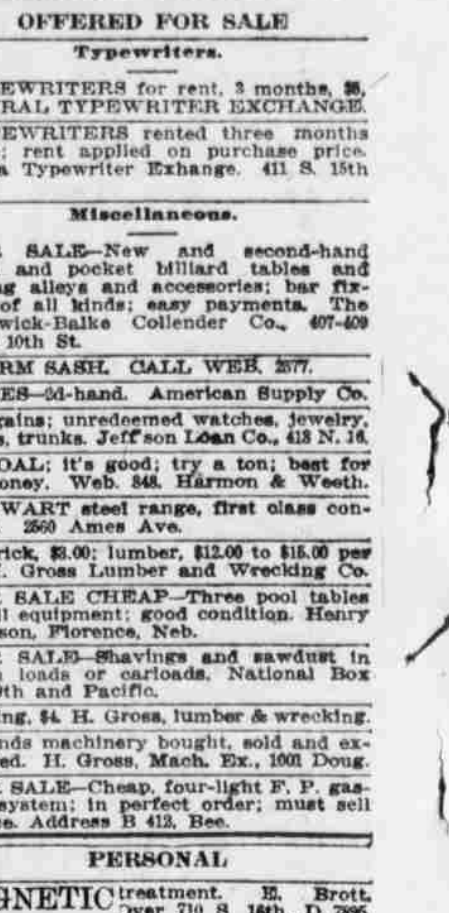 OFFERED FOR SALE
Typewriters.
EWRITERS for rent, 3 months, $5,
RAL TYPEWRITER EXCHANGE.
EWRITERS rented three months
; rent applied on purchase price.
a Typewriter Exhange. 411 S. 15th
Miscellaneous.
SALE—New and second-hand
and pocket billiard tables and
ng alleys and accessories; bar fix-
of all kinds; easy payments. The
wick-Balke Collender Co., 407-409
10th St.
RM SASH. CALL WEB. 2577.
ES—2d-hand. American Supply Co.
gains; unredeemed watches, jewelry,
s, trunks. Jeff'son Loan Co., 418 N. 16.
OAL; it's good; try a ton; best for
oney. Web. 848. Harmon & Weeth.
WART steel range, first class con-
2560 Ames Ave.
rick, $3.00; lumber, $12.00 to $15.00 per
. Gross Lumber and Wrecking Co.
SALE CHEAP—Three pool tables
ll equipment; good condition. Henry
son, Florence, Neb.
SALE—Shavings and sawdust in
loads or carloads. National Box
th and Pacific.
ng, $4. H. Gross, lumber & wrecking.
nds machinery bought, sold and ex-
ed. H. Gross, Mach. Ex., 1001 Doug.
SALE—Cheap, four-light F. P. gas-
system; in perfect order; must sell
e. Address B 412, Bee.
PERSONAL
GNETIC treatment. E. Brott.
over 710 S. 16th. D.